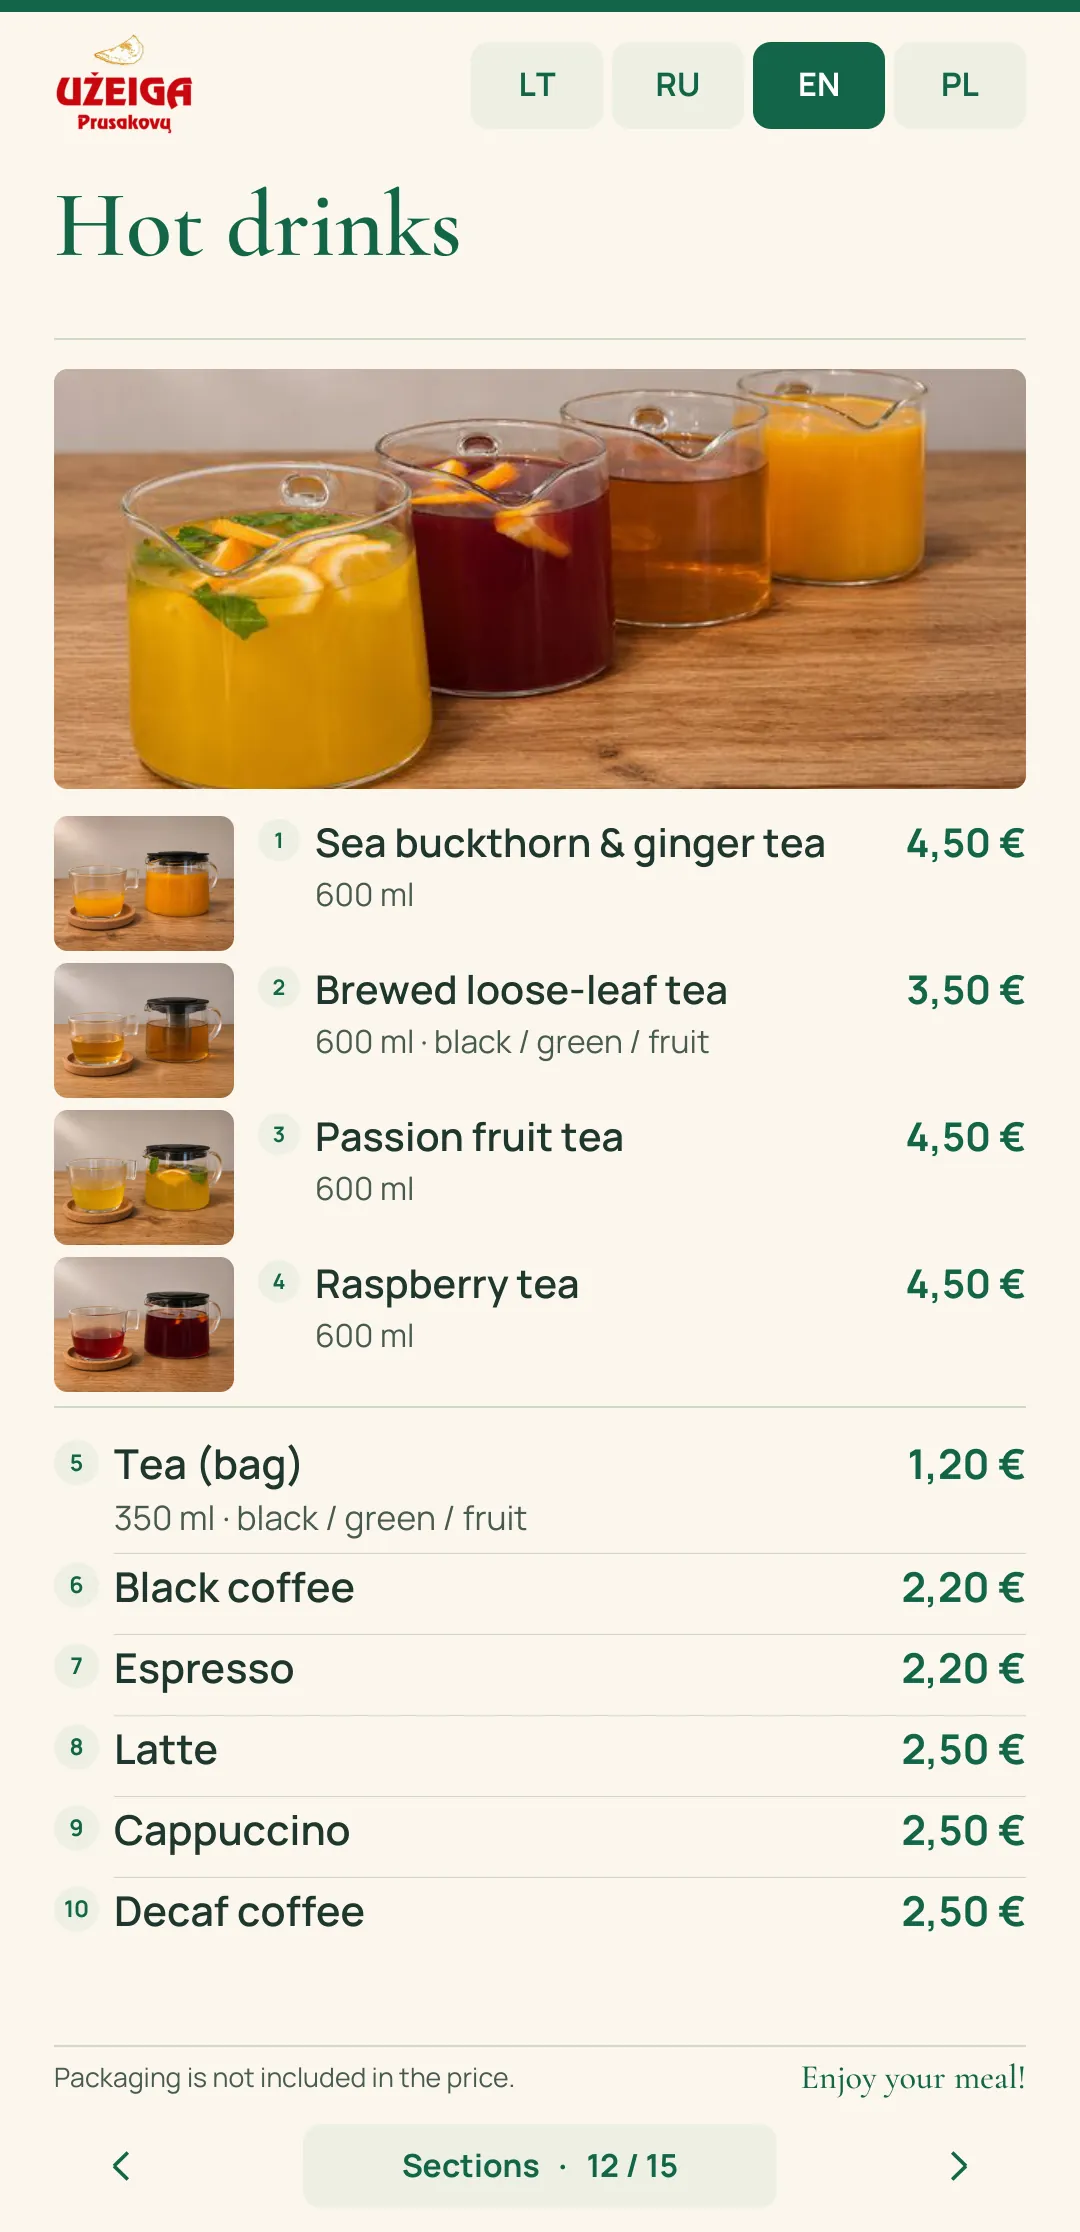 UŽEIGA
Prusakovų
LT RU EN PL
Hot drinks
1 Sea buckthorn & ginger tea 4,50 €
600 ml
2 Brewed loose-leaf tea 3,50 €
600 ml · black / green / fruit
3 Passion fruit tea 4,50 €
600 ml
4 Raspberry tea 4,50 €
600 ml
5 Tea (bag) 1,20 €
350 ml · black / green / fruit
6 Black coffee 2,20 €
7 Espresso 2,20 €
8 Latte 2,50 €
9 Cappuccino 2,50 €
10 Decaf coffee 2,50 €
Packaging is not included in the price. Enjoy your meal!
Sections · 12 / 15